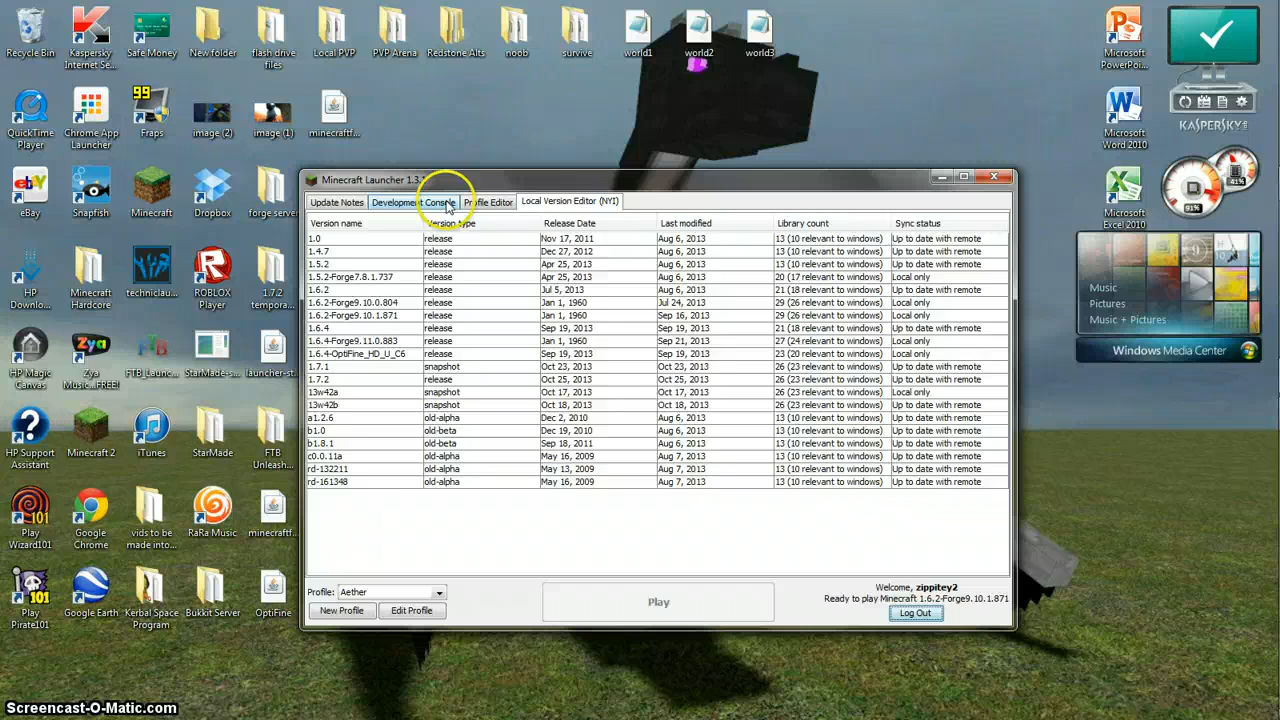 Recycle Bin
Kaspersky Internet Se...
Safe Money
New folder
flash drive files
Local PVP
PVP Arena
Redstone Alts
noob
survive
world1
world2
world3
Microsoft PowerPoi...
QuickTime Player
Chrome App Launcher
99
Fraps
image (2)
image (1)
minecraftf...
Microsoft Word 2010
KASPERSKY
eBay
Snapfish
Minecraft
Dropbox
forge server
Microsoft Excel 2010
91%
41%
HP Downlo...
Minecraft Hardcore
techniclau...
ROBLOX Player
1.7.2 tempora...
Music
Pictures
Music + Pictures
Windows Media Center
HP Magic Canvas
Zya Music...FREE!
FTB_Launc...
StarMade-s...
launcher-st...
HP Support Assistant
Minecraft 2
iTunes
StarMade
FTB Unleash...
Play Wizard101
Google Chrome
vids to be made into...
RaRa Music
minecraftf...
Play Pirate101
Google Earth
Kerbal Space Program
Bukkit Server
OptiFine
Minecraft Launcher 1.3.
Update Notes
Development Console
Profile Editor
Local Version Editor (NYI)
Version name Version type Release Date Last modified Library count Sync status
1.0 release Nov 17, 2011 Aug 6, 2013 13 (10 relevant to windows) Up to date with remote
1.4.7 release Dec 27, 2012 Aug 6, 2013 13 (10 relevant to windows) Up to date with remote
1.5.2 release Apr 25, 2013 Aug 6, 2013 13 (10 relevant to windows) Up to date with remote
1.5.2-Forge7.8.1.737 release Apr 25, 2013 Aug 6, 2013 20 (17 relevant to windows) Local only
1.6.2 release Jul 5, 2013 Aug 6, 2013 21 (18 relevant to windows) Up to date with remote
1.6.2-Forge9.10.0.804 release Jan 1, 1960 Jul 24, 2013 29 (26 relevant to windows) Local only
1.6.2-Forge9.10.1.871 release Jan 1, 1960 Sep 16, 2013 29 (26 relevant to windows) Local only
1.6.4 release Sep 19, 2013 Sep 19, 2013 21 (18 relevant to windows) Up to date with remote
1.6.4-Forge9.11.0.883 release Jan 1, 1960 Sep 21, 2013 27 (24 relevant to windows) Local only
1.6.4-OptiFine_HD_U_C6 release Sep 19, 2013 Sep 19, 2013 23 (20 relevant to windows) Local only
1.7.1 snapshot Oct 23, 2013 Oct 23, 2013 26 (23 relevant to windows) Up to date with remote
1.7.2 release Oct 25, 2013 Oct 25, 2013 26 (23 relevant to windows) Up to date with remote
13w42a snapshot Oct 17, 2013 Oct 17, 2013 26 (23 relevant to windows) Local only
13w42b snapshot Oct 18, 2013 Oct 18, 2013 26 (23 relevant to windows) Up to date with remote
a1.2.6 old-alpha Dec 2, 2010 Aug 6, 2013 13 (10 relevant to windows) Up to date with remote
b1.0 old-beta Dec 19, 2010 Aug 6, 2013 13 (10 relevant to windows) Up to date with remote
b1.8.1 old-beta Sep 18, 2011 Aug 6, 2013 13 (10 relevant to windows) Up to date with remote
c0.0.11a old-alpha May 16, 2009 Aug 7, 2013 13 (10 relevant to windows) Up to date with remote
rd-132211 old-alpha May 13, 2009 Aug 7, 2013 13 (10 relevant to windows) Up to date with remote
rd-161348 old-alpha May 16, 2009 Aug 7, 2013 13 (10 relevant to windows) Up to date with remote
Profile: Aether
New Profile
Edit Profile
Play
Welcome, zippitey2
Ready to play Minecraft 1.6.2-Forge9.10.1.871
Log Out
Screencast-O-Matic.com